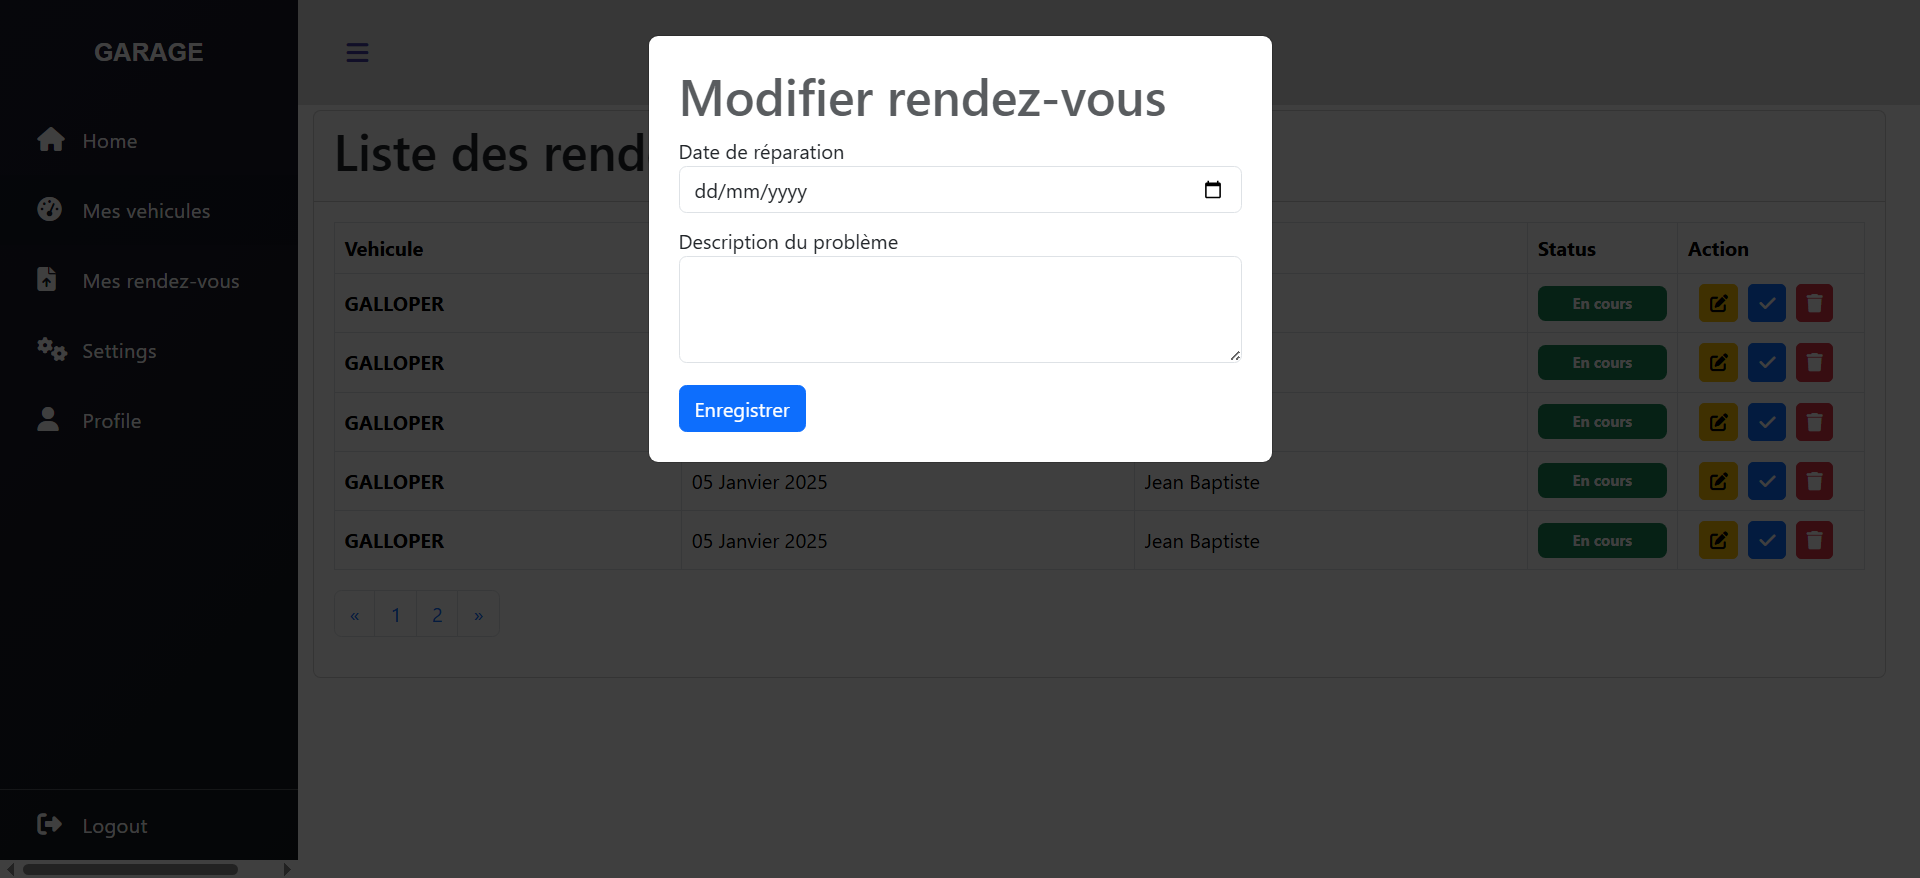 GARAGE
Home
Mes vehicules
Mes rendez-vous
Settings
Profile
Logout
Liste des rend
Modifier rendez-vous
Date de réparation
dd/mm/yyyy
Description du problème
Enregistrer
Vehicule Status Action
GALLOPER En cours
GALLOPER En cours
GALLOPER En cours
GALLOPER 05 Janvier 2025 Jean Baptiste En cours
GALLOPER 05 Janvier 2025 Jean Baptiste En cours
« 1 2 »